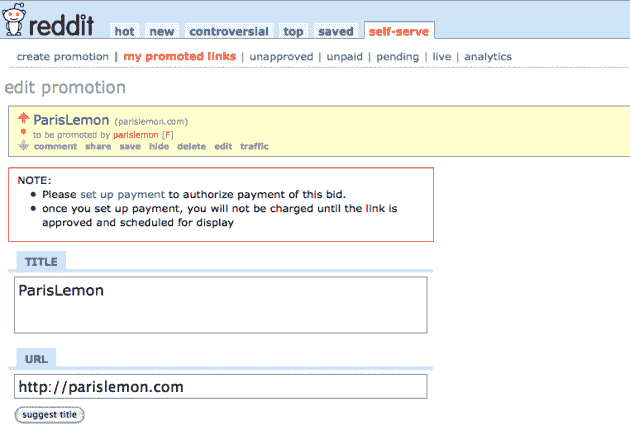 reddit hot new controversial top saved self-serve
create promotion | my promoted links | unapproved | unpaid | pending | live | analytics
edit promotion
ParisLemon (parislemon.com)
to be promoted by parislemon [F]
comment share save hide delete edit traffic
NOTE:
• Please set up payment to authorize payment of this bid.
• once you set up payment, you will not be charged until the link is
approved and scheduled for display
TITLE
ParisLemon
URL
http://parislemon.com
suggest title